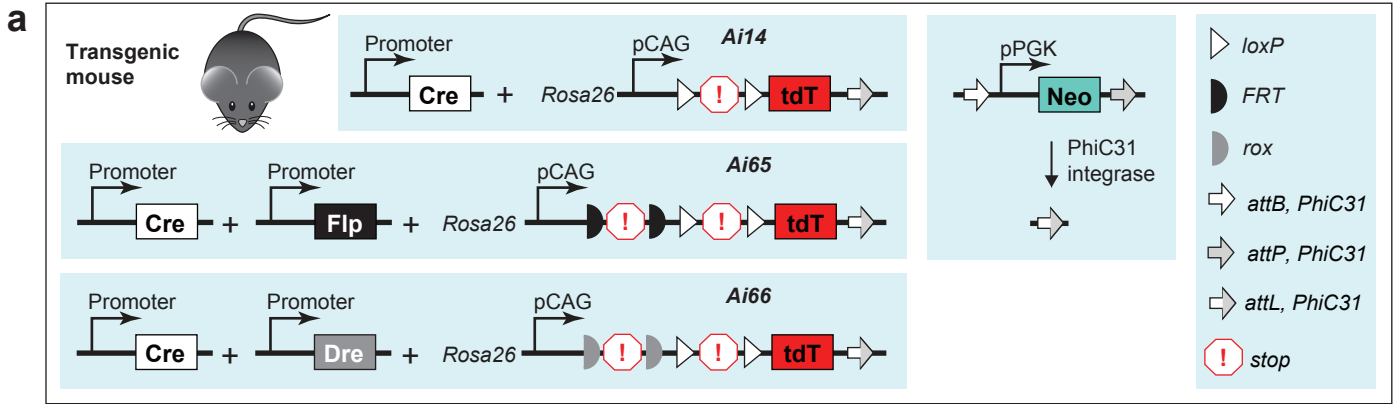 a
Transgenic
mouse
Promoter
Cre
+
Rosa26
pCAG
Ai14
!
tdT
Promoter
Cre
+
Promoter
Flp
+
Rosa26
pCAG
Ai65
!
!
tdT
Promoter
Cre
+
Promoter
Dre
+
Rosa26
pCAG
Ai66
!
!
tdT
pPGK
Neo
PhiC31
integrase
loxP
FRT
rox
attB, PhiC31
attP, PhiC31
attL, PhiC31
! stop